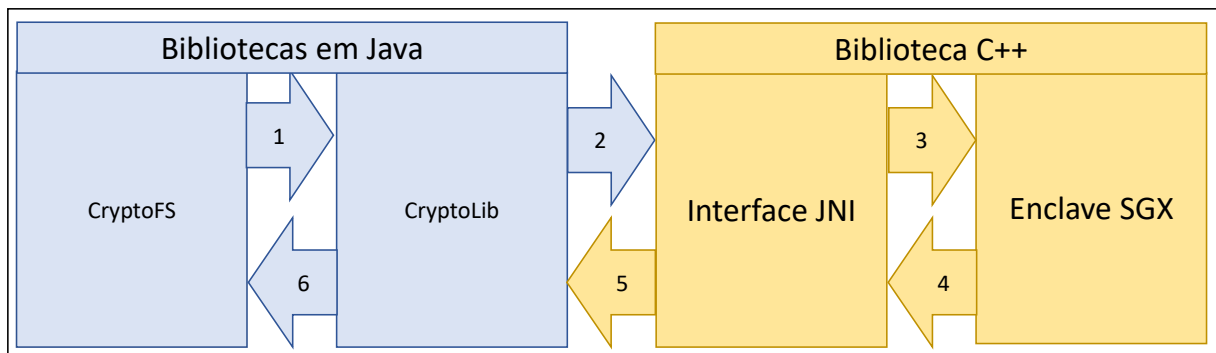 Bibliotecas em Java
Biblioteca C++
1
2
3
CryptoFS
CryptoLib
Interface JNI
Enclave SGX
6
5
4